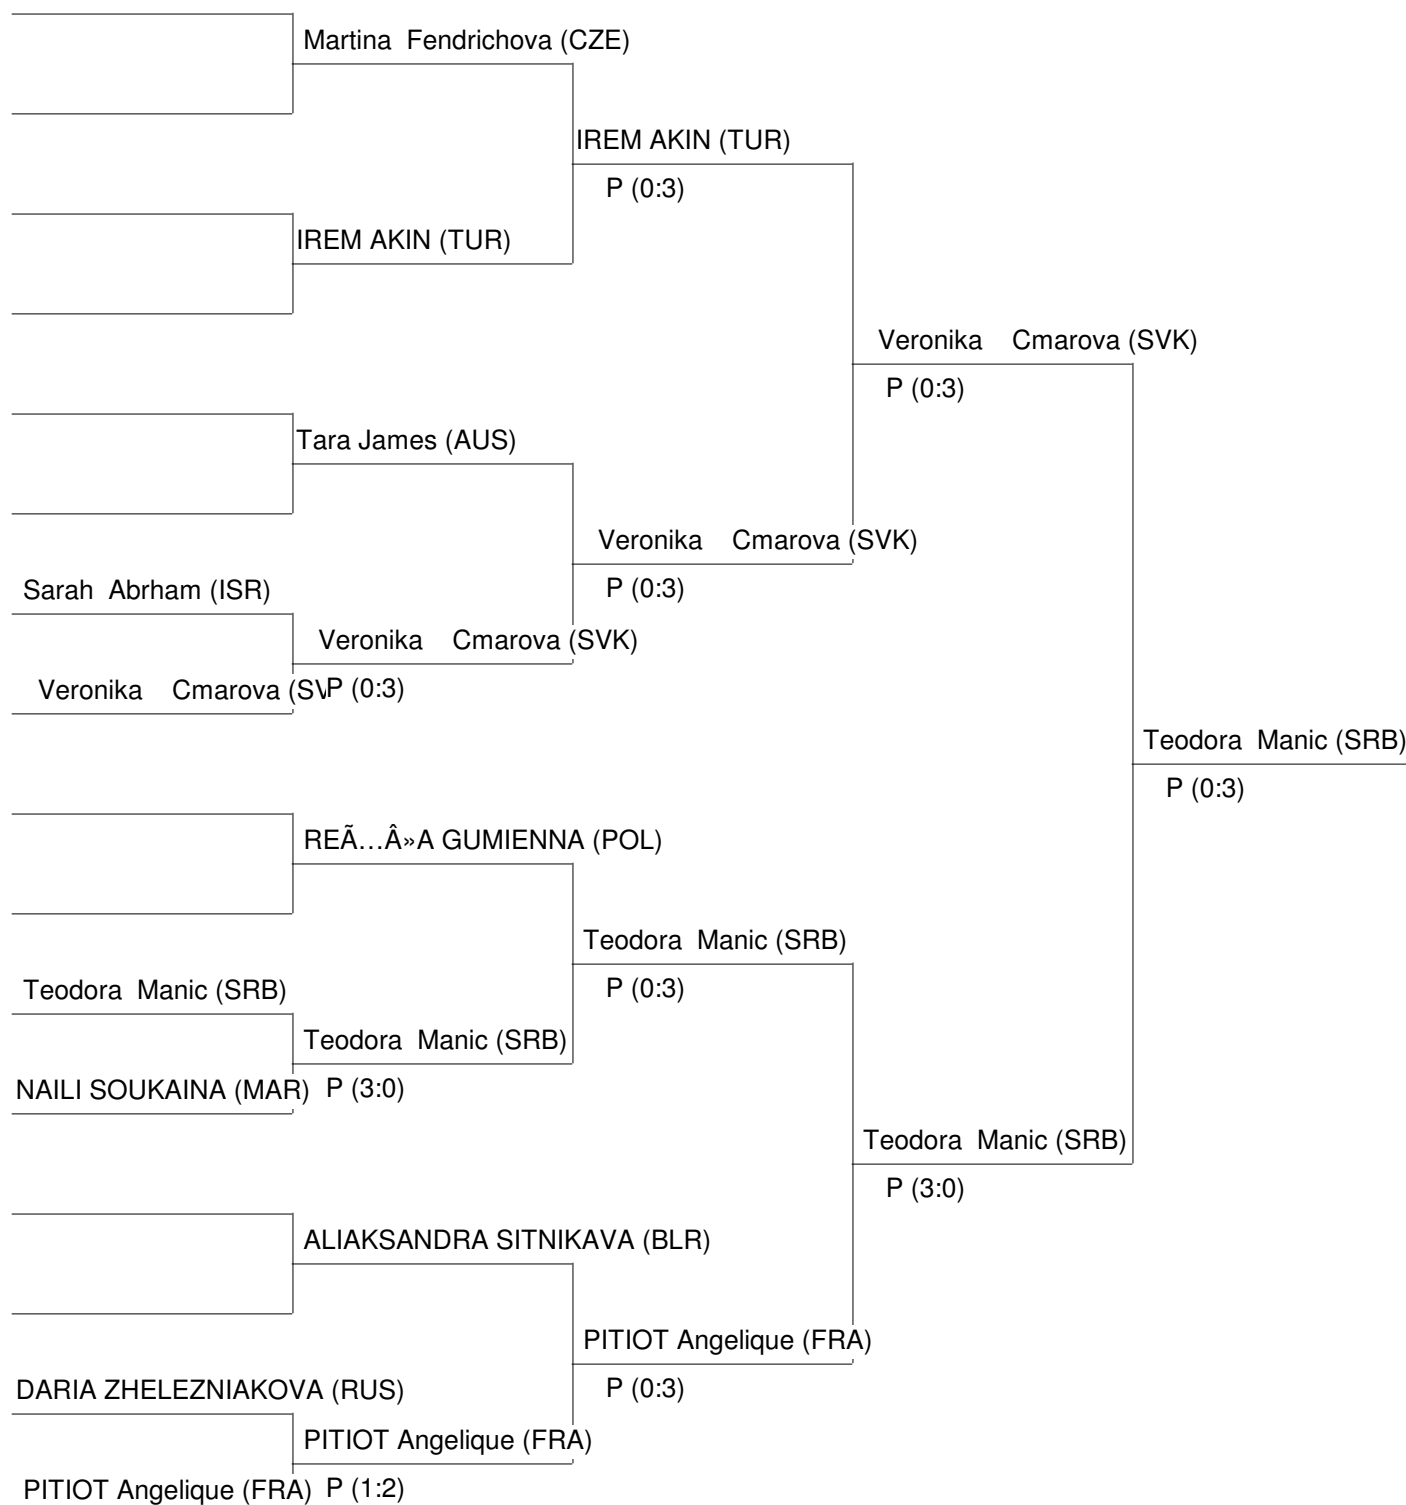 Martina Fendrichova (CZE)
IREM AKIN (TUR)
P (0:3)
IREM AKIN (TUR)
Veronika Cmarova (SVK)
P (0:3)
Tara James (AUS)
Veronika Cmarova (SVK)
P (0:3)
Sarah Abrham (ISR)
Veronika Cmarova (SVK)
Veronika Cmarova (SV
P (0:3)
Teodora Manic (SRB)
P (0:3)
REÃ…Â»A GUMIENNA (POL)
Teodora Manic (SRB)
P (0:3)
Teodora Manic (SRB)
Teodora Manic (SRB)
NAILI SOUKAINA (MAR)
P (3:0)
Teodora Manic (SRB)
P (3:0)
ALIAKSANDRA SITNIKAVA (BLR)
PITIOT Angelique (FRA)
P (0:3)
DARIA ZHELEZNIAKOVA (RUS)
PITIOT Angelique (FRA)
PITIOT Angelique (FRA)
P (1:2)